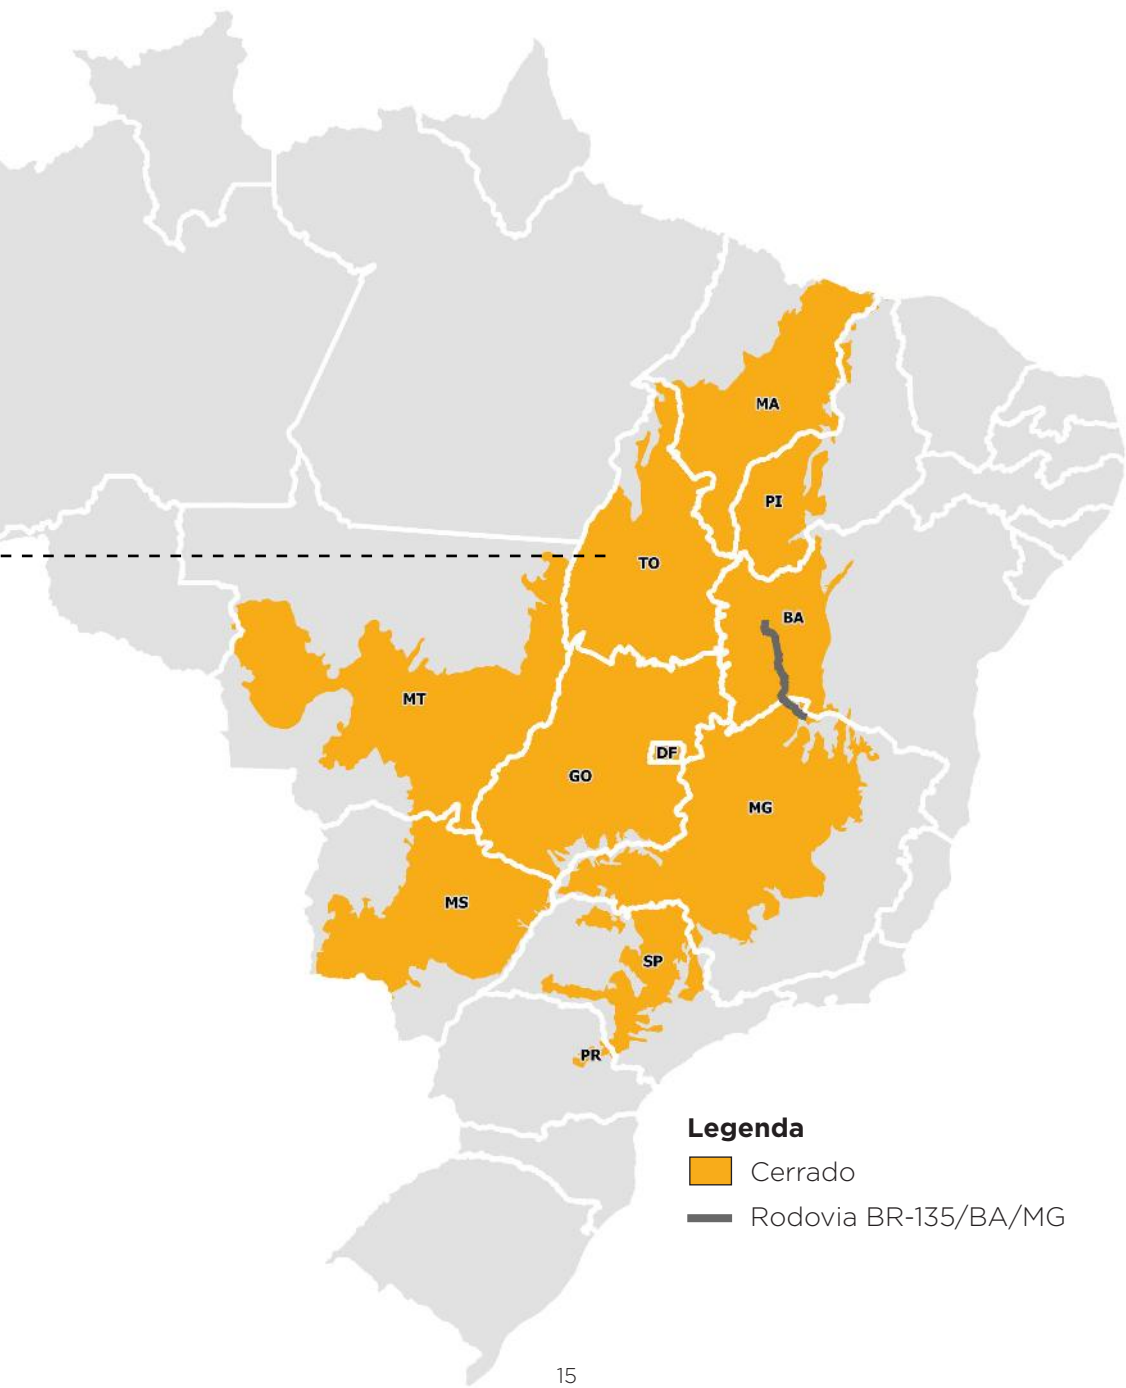 MA
PI
TO
BA
MT
DF
GO
MG
MS
SP
PR
Legenda
Cerrado
Rodovia BR-135/BA/MG
15